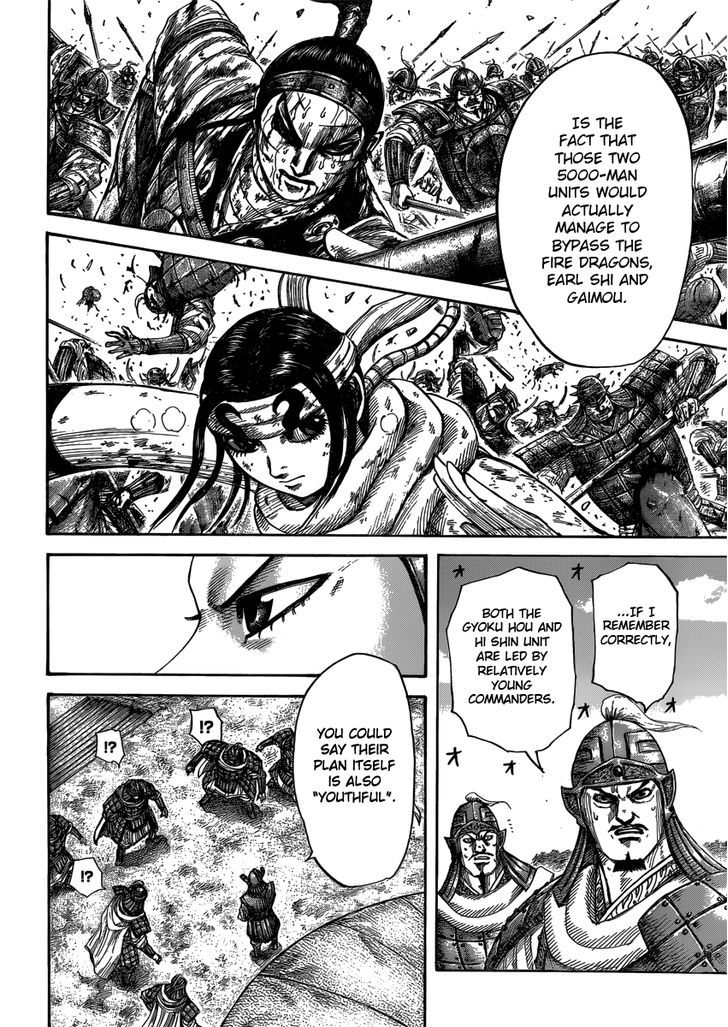 IS THE
FACT THAT
THOSE TWO
5000-MAN
UNITS WOULD
ACTUALLY
MANAGE TO
BYPASS THE
FIRE DRAGONS,
EARL SHI AND
GAIMOU.
...IF I
REMEMBER
CORRECTLY,
BOTH THE
GYOKU HOU AND
HI SHIN UNIT
ARE LED BY
RELATIVELY
YOUNG
COMMANDERS.
YOU COULD
SAY THEIR
PLAN ITSELF
IS ALSO
"YOUTHFUL".
!?
!?
!?